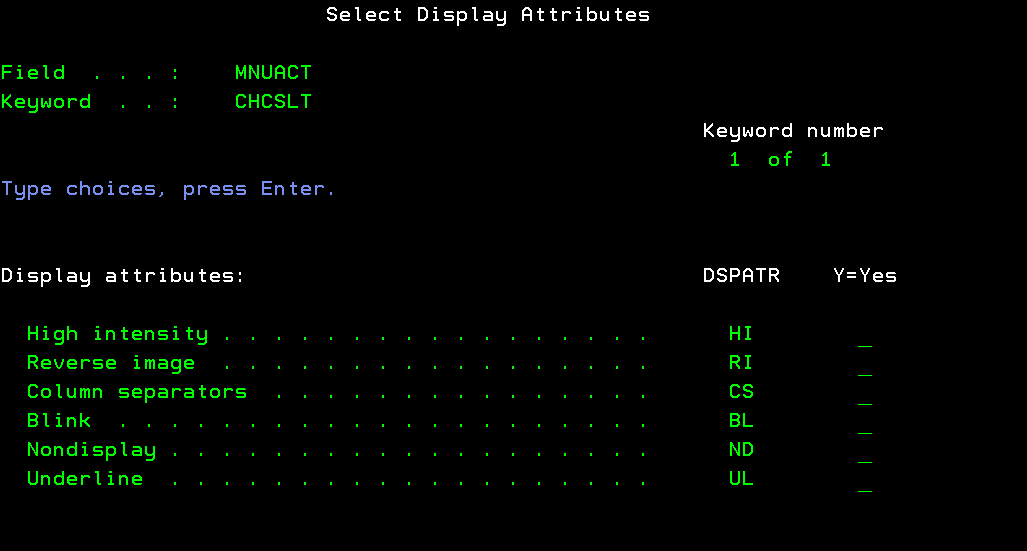 Select Display Attributes
Field . . . : MNUACT
Keyword . . : CHCSLT
Keyword number
1 of 1
Type choices, press Enter.
Display attributes: DSPATR Y=Yes
High intensity . . . . . . . . . . . . . . . . . HI _
Reverse image . . . . . . . . . . . . . . . . . RI _
Column separators . . . . . . . . . . . . . . . CS _
Blink . . . . . . . . . . . . . . . . . . . . . BL _
Nondisplay . . . . . . . . . . . . . . . . . . . ND _
Underline . . . . . . . . . . . . . . . . . . . UL _